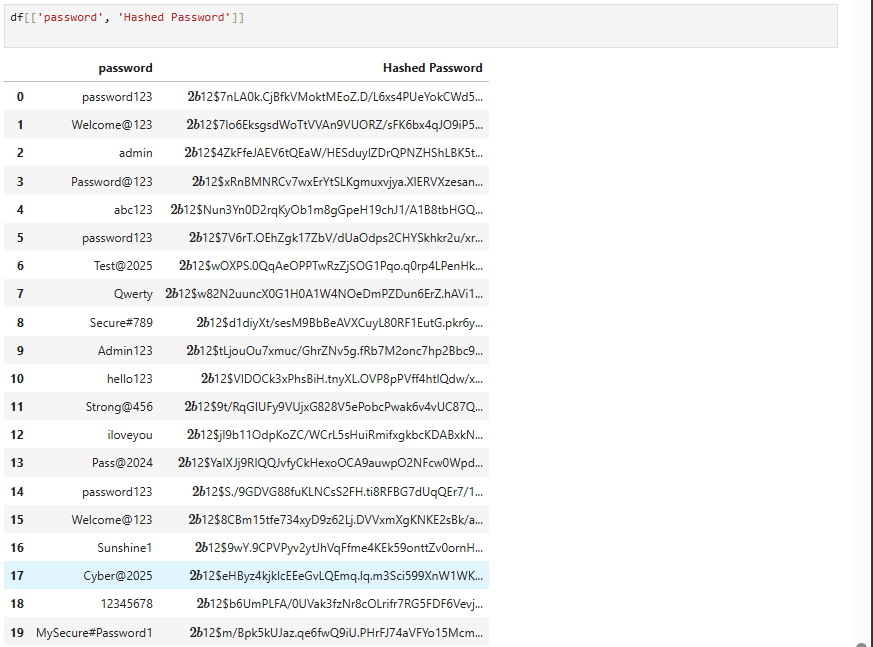 df[['password', 'Hashed Password']]
password Hashed Password
0 password123 2b12$7nLA0k.CjBfkVMoktMEoZ.D/L6xs4PUeYokCWd5...
1 Welcome@123 2b12$7Io6EksgsdWoTtVVAn9VUORZ/sFK6bx4qJO9iP5...
2 admin 2b12$4ZkFfeJAEV6tQEaW/HESduylZDrQPNZHShLBK5t...
3 Password@123 2b12$xRnBMNRCv7wxErYtSLKgmuxvjya.XIERVXzesan...
4 abc123 2b12$Nun3Yn0D2rqKyOb1m8gGpeH19chJ1/A1B8tbHGQ...
5 password123 2b12$7V6rT.OEhZgk17ZbV/dUaOdps2CHYSkhkr2u/xr...
6 Test@2025 2b12$wOXPS.0QqAeOPPTwRzZjSOG1Pqo.q0rp4LPenHk...
7 Qwerty 2b12$w82N2uuncX0G1H0A1W4NOeDmPZDun6ErZ.hAVi1...
8 Secure#789 2b12$d1diyXt/sesM9BbBeAVXCuyL80RF1EutG.pkr6y...
9 Admin123 2b12$tLjouOu7xmuc/GhrZNv5g.fRb7M2onc7hp2Bbc9...
10 hello123 2b12$VIDOCk3xPhsBiH.tnyXL.OVP8pPVff4htlQdw/x...
11 Strong@456 2b12$9t/RqGIUFy9VUjxG828V5ePobcPwak6v4vUC87Q...
12 iloveyou 2b12$jI9b11OdpKoZC/WCrL5sHuiRmifxgkbcKDABxkN...
13 Pass@2024 2b12$YaIXJj9RIQQJvfyCkHexoOCA9auwpO2NFcw0Wpd...
14 password123 2b12$S./9GDVG88fuKLNCsS2FH.ti8RFBG7dUqQEr7/1...
15 Welcome@123 2b12$8CBm15tfe734xyD9z62Lj.DVVxmXgKNKE2sBk/a...
16 Sunshine1 2b12$9wY.9CPVPyv2ytJhVqFfme4KEk59onttZv0ornH...
17 Cyber@2025 2b12$eHByz4kjklcEEeGvLQEmq.lq.m3Sci599XnW1WK...
18 12345678 2b12$b6UmPLFA/0UVak3fzNr8cOLrifr7RG5FDF6Vevj...
19 MySecure#Password1 2b12$m/Bpk5kUJaz.qe6fwQ9iU.PHrFJ74aVFYo15Mcm...